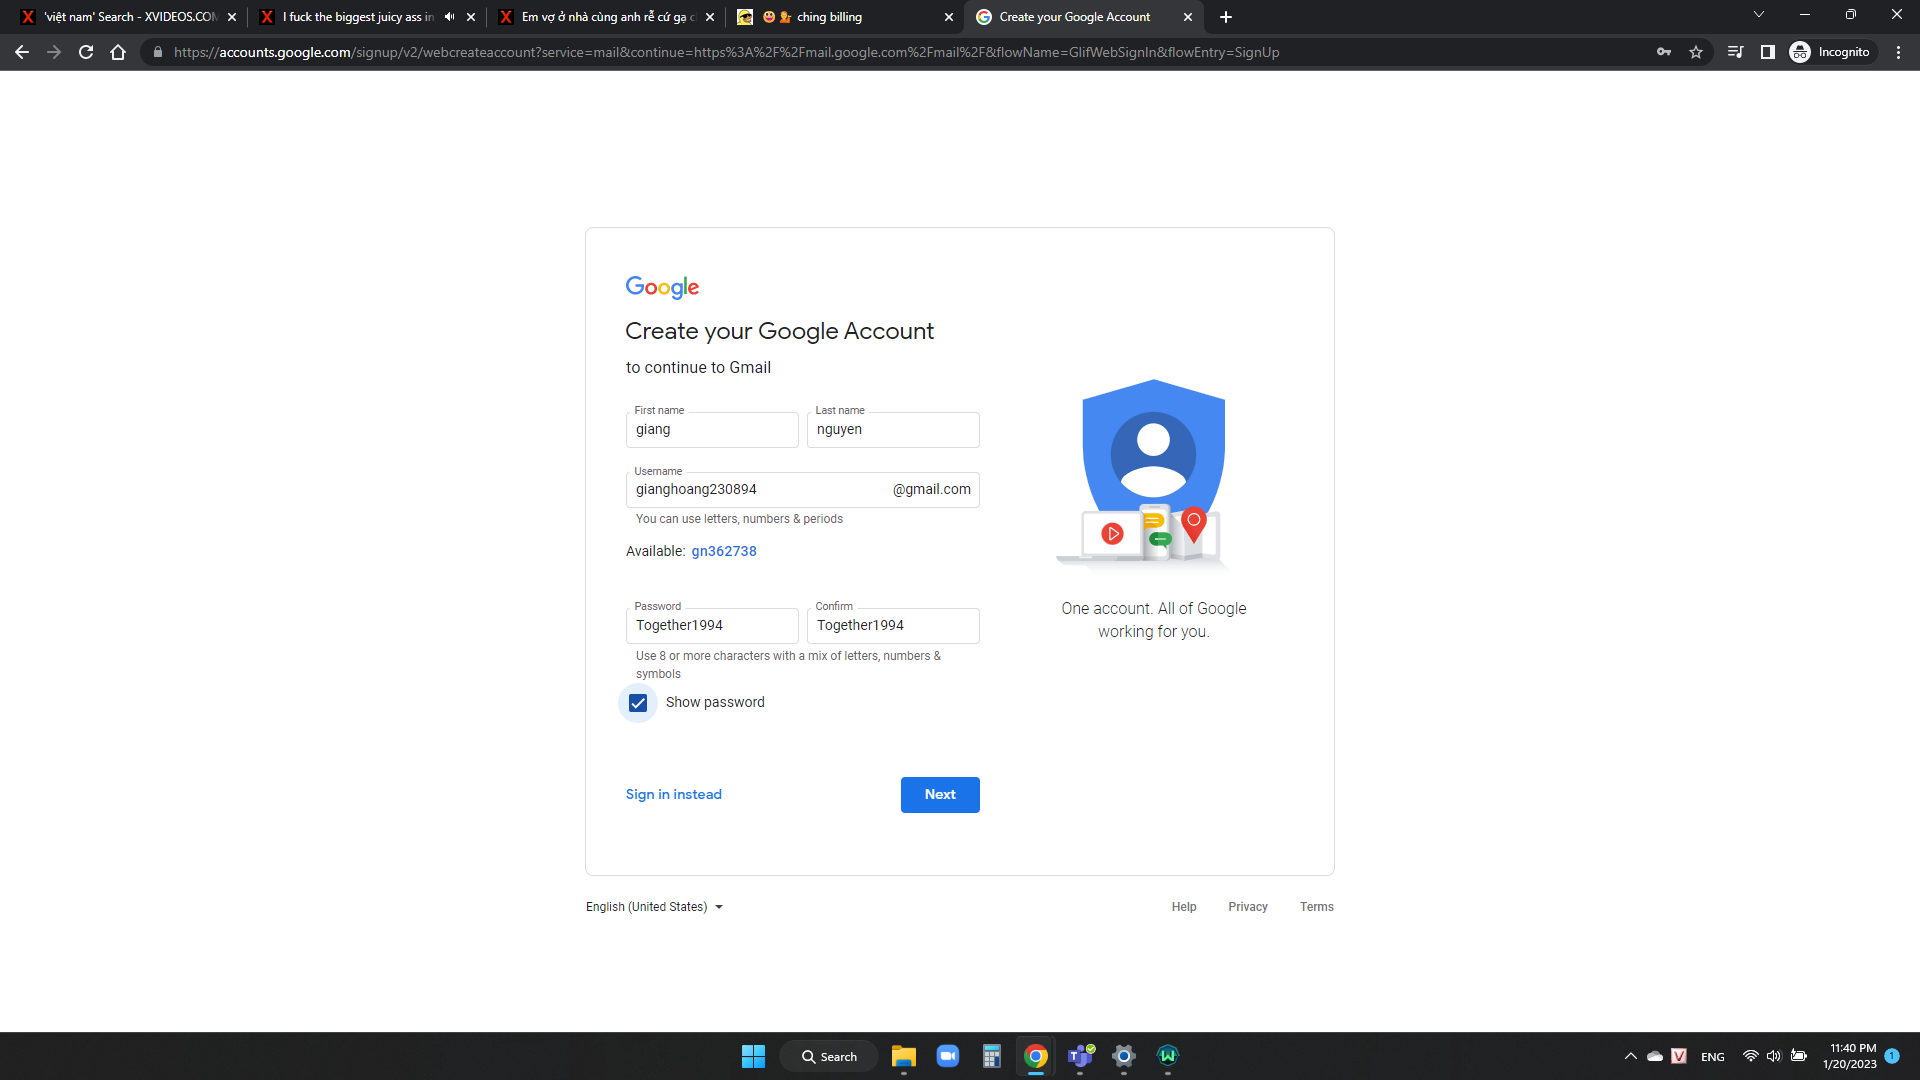 'việt nam' Search - XVIDEOS.COM
I fuck the biggest juicy ass in
Em vợ ở nhà cùng anh rể cứ gạ c
ching billing
Create your Google Account
https://accounts.google.com/signup/v2/webcreateaccount?service=mail&continue=https%3A%2F%2Fmail.google.com%2Fmail%2F&flowName=GlifWebSignIn&flowEntry=SignUp
Incognito
Google
Create your Google Account
to continue to Gmail
First name
Last name
giang
nguyen
Username
gianghoang230894
@gmail.com
You can use letters, numbers & periods
Available: gn362738
Password
Confirm
Together1994
Together1994
Use 8 or more characters with a mix of letters, numbers &
symbols
Show password
Sign in instead
Next
One account. All of Google
working for you.
English (United States)
Help
Privacy
Terms
Search
ENG
11:40 PM
1/20/2023
1